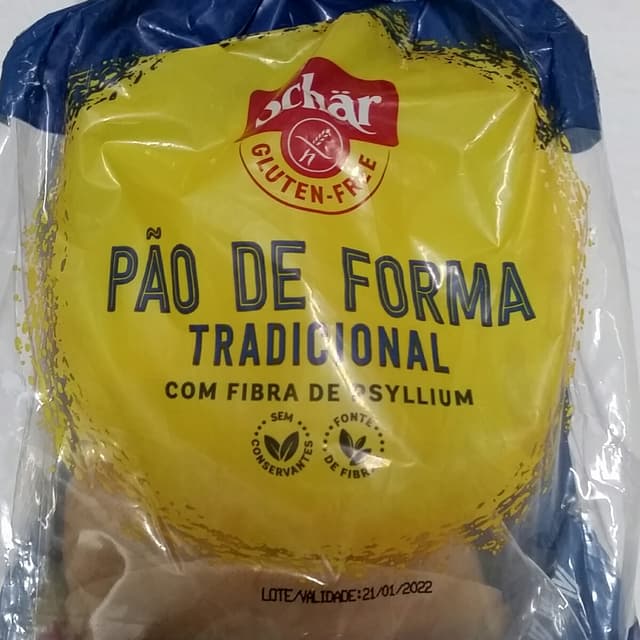 Schär
GLUTEN-FREE
PÃO DE FORMA
TRADICIONAL
COM FIBRA DE PSYLLIUM
SEM CONSERVANTES
FONTE DE FIBRA
LOTE/VALIDADE:21/01/2022